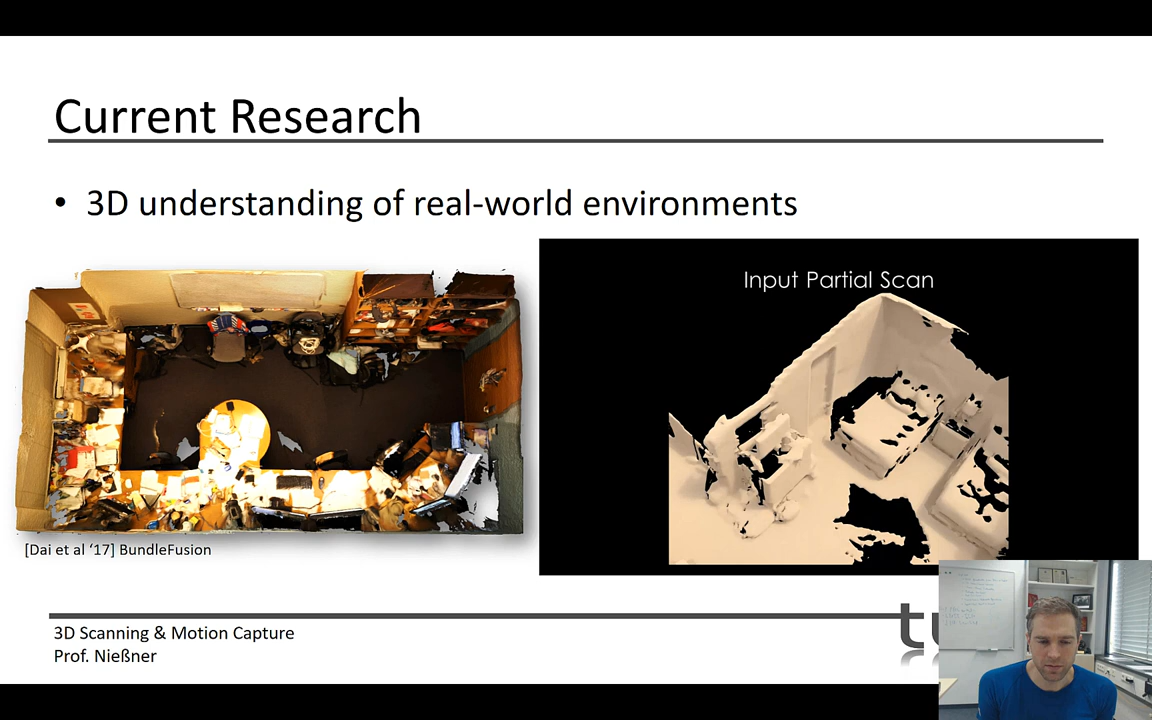 Current Research
• 3D understanding of real-world environments
Input Partial Scan
[Dai et al ‘17] BundleFusion
3D Scanning & Motion Capture
Prof. Nießner